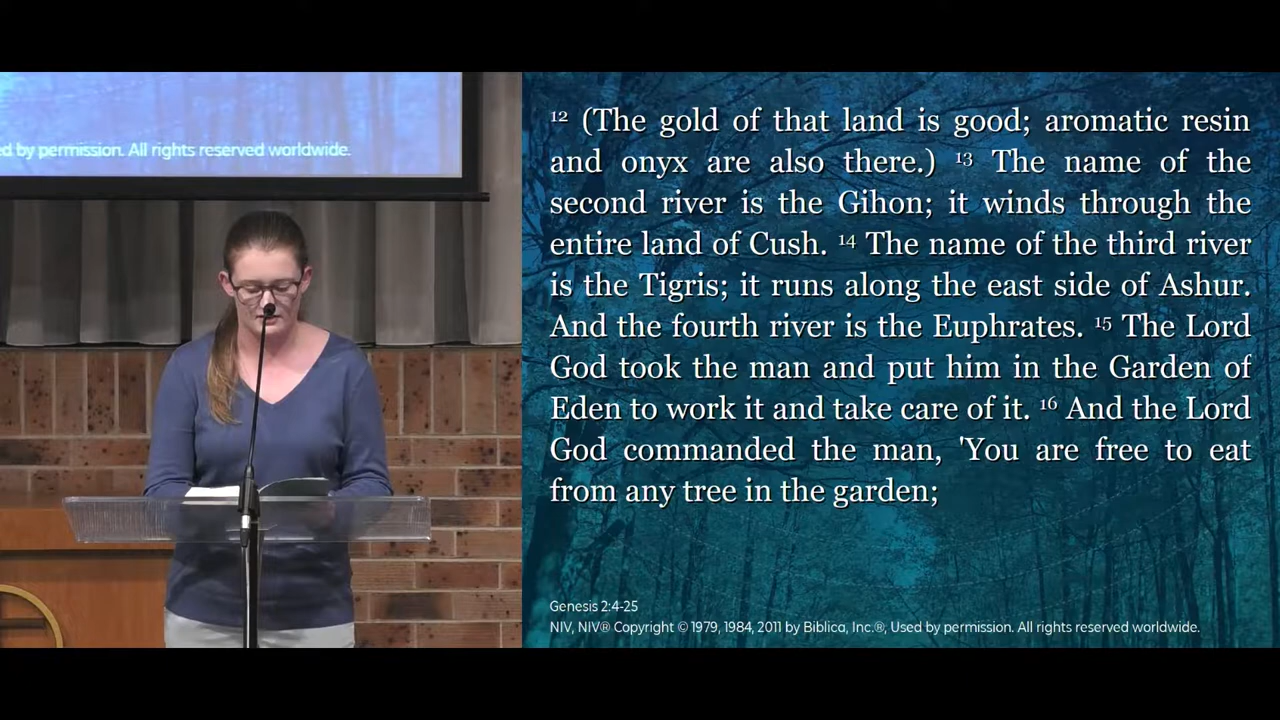 ed by permission. All rights reserved worldwide.
12 (The gold of that land is good; aromatic resin
and onyx are also there.) 13 The name of the
second river is the Gihon; it winds through the
entire land of Cush. 14 The name of the third river
is the Tigris; it runs along the east side of Ashur.
And the fourth river is the Euphrates. 15 The Lord
God took the man and put him in the Garden of
Eden to work it and take care of it. 16 And the Lord
God commanded the man, 'You are free to eat
from any tree in the garden;
Genesis 2:4-25
NIV, NIV® Copyright © 1979, 1984, 2011 by Biblica, Inc.®, Used by permission. All rights reserved worldwide.